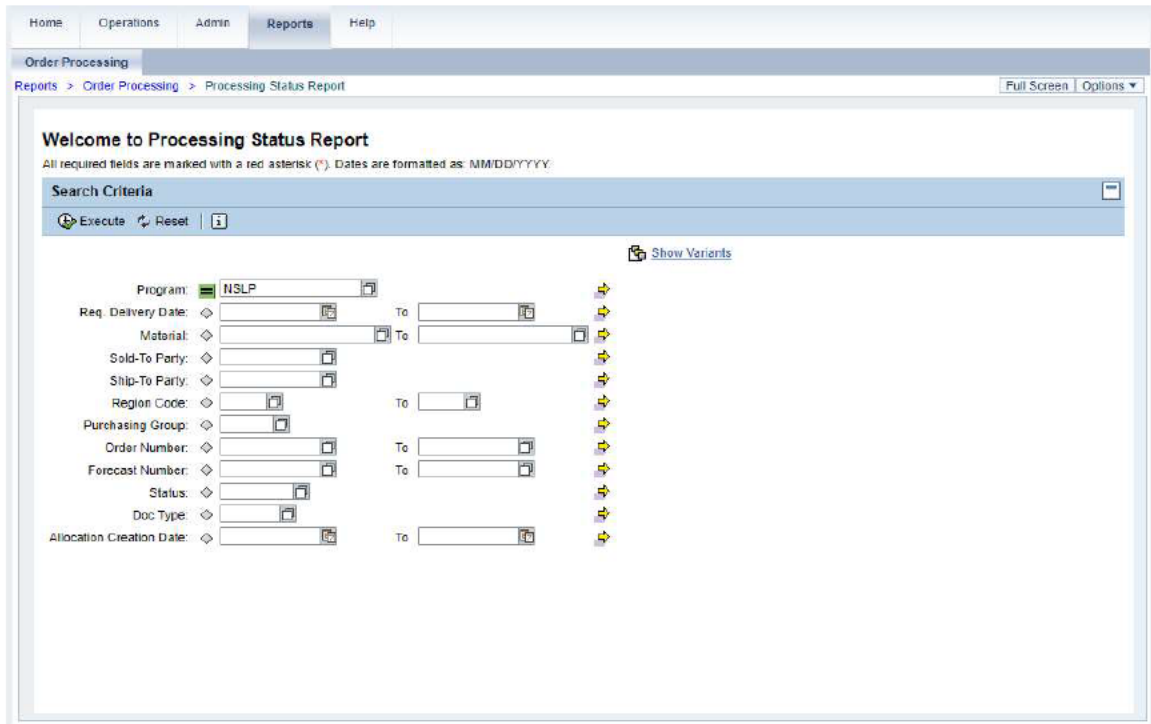 Home Operations Admin Reports Help
Order Processing
Reports > Order Processing > Processing Status Report
Full Screen Options
Welcome to Processing Status Report
All required fields are marked with a red asterisk (*). Dates are formatted as: MM/DD/YYYY.
Search Criteria
Execute Reset
Show Variants
Program: NSLP
Req. Delivery Date: To
Material: To
Sold-To Party:
Ship-To Party:
Region Code: To
Purchasing Group:
Order Number: To
Forecast Number: To
Status:
Doc Type:
Allocation Creation Date: To